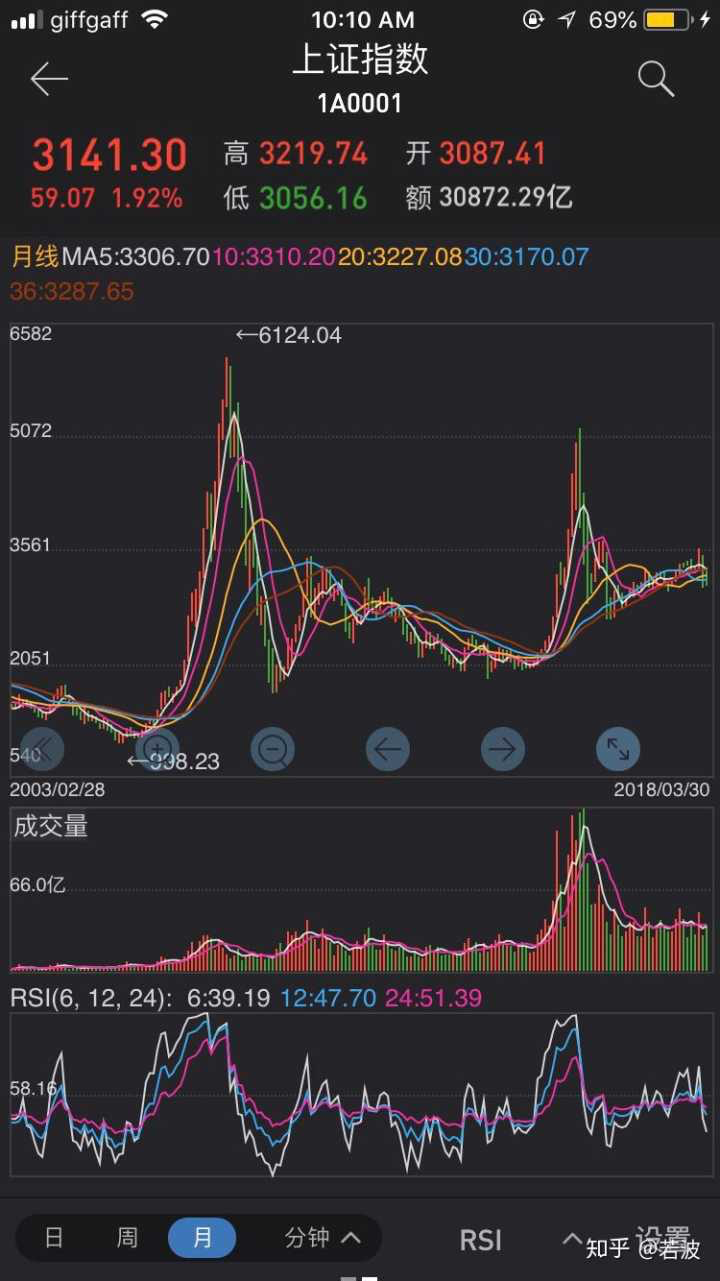 giffgaff 10:10 AM 69%
上证指数
1A0001
3141.30 高 3219.74 开 3087.41
59.07 1.92% 低 3056.16 额 30872.29亿
月线MA5:3306.70 10:3310.20 20:3227.08 30:3170.07
36:3287.65
6582 ←6124.04
5072
3561
2051
540 ←998.23
2003/02/28 2018/03/30
成交量
66.0亿
RSI(6, 12, 24): 6:39.19 12:47.70 24:51.39
58.16
日 周 月 分钟 RSI 设置
知乎 @若波